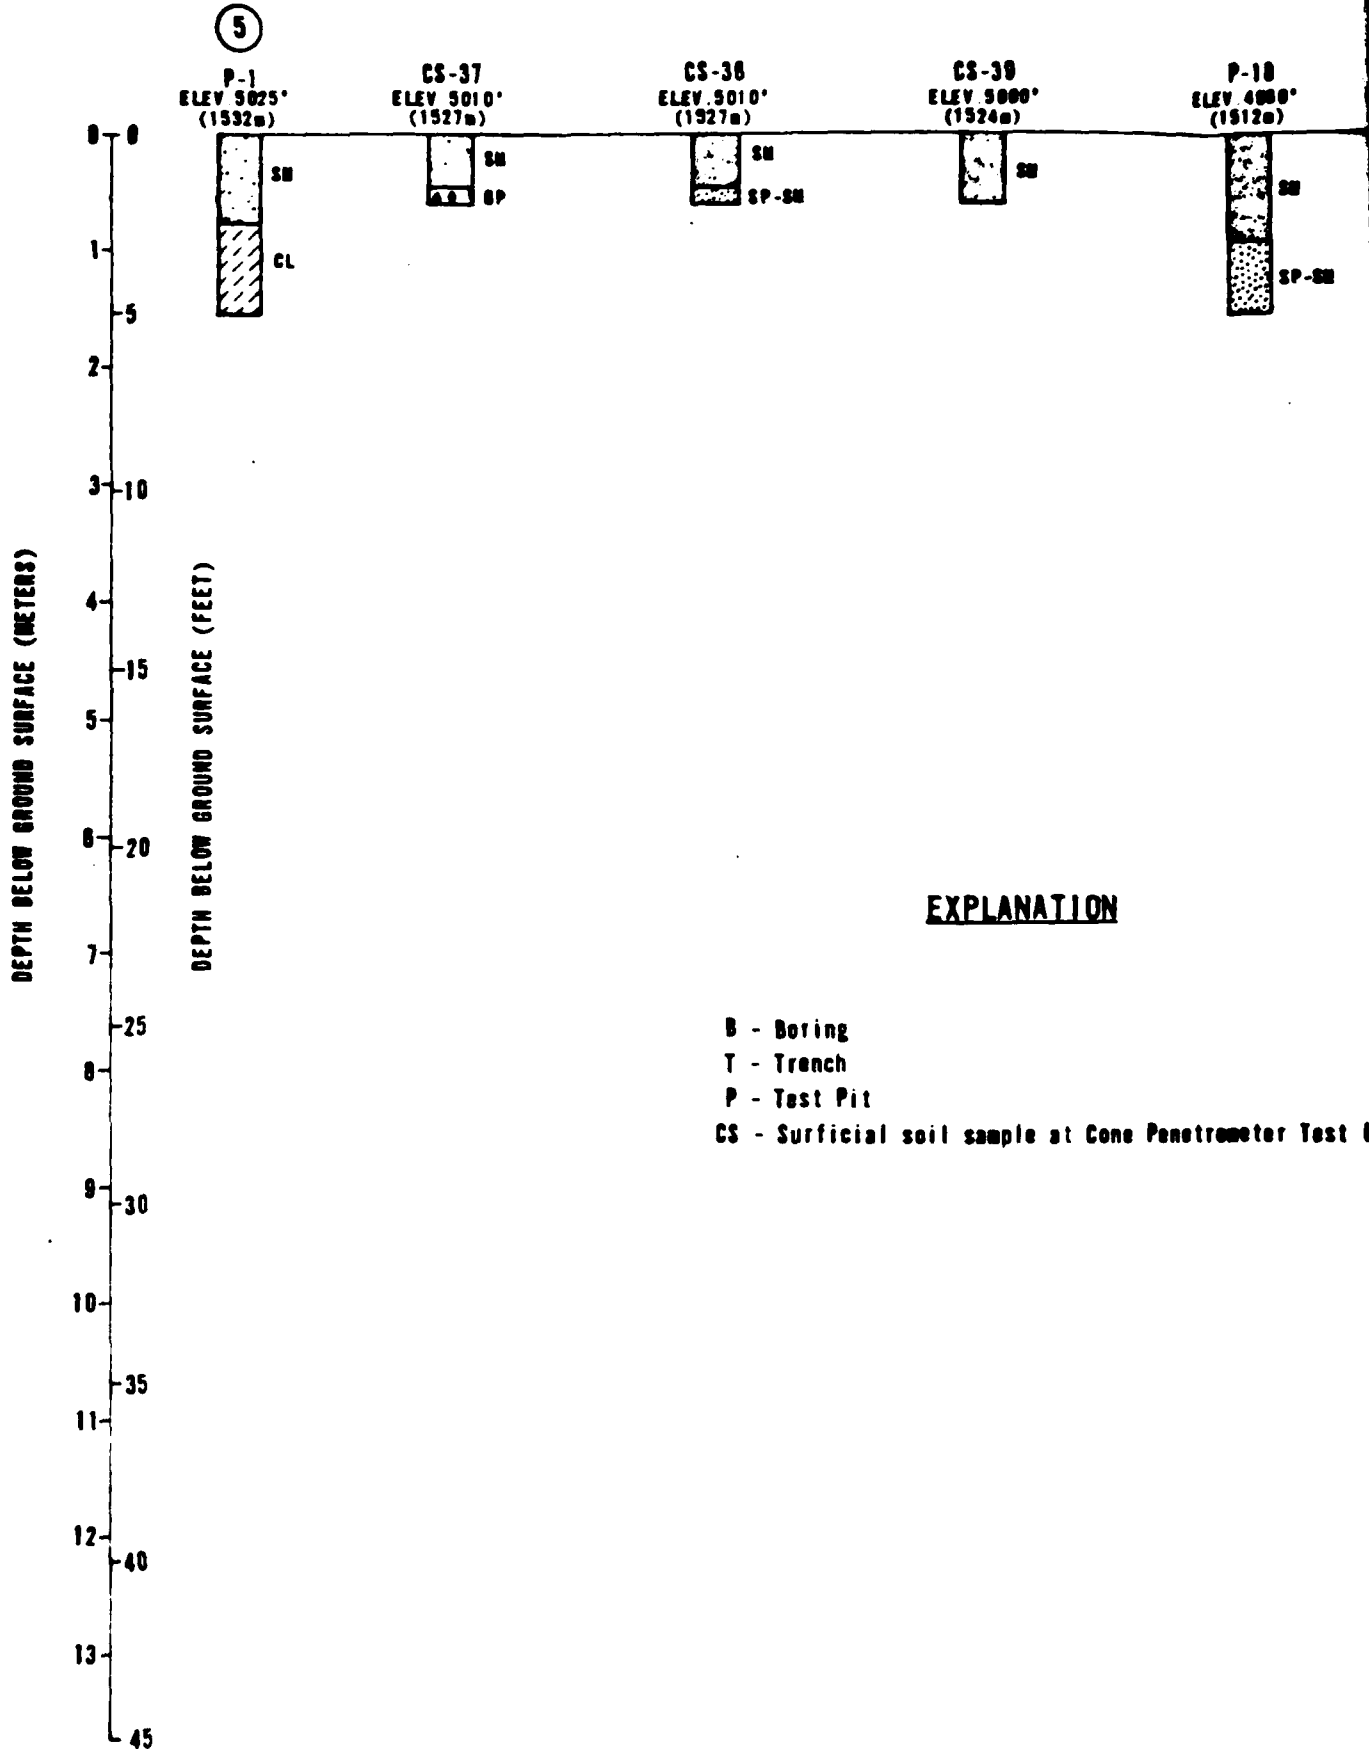 5
P-1
ELEV. 5025'
(1532m)
CS-37
ELEV. 5010'
(1527m)
CS-38
ELEV. 5010'
(1527m)
CS-39
ELEV. 5000'
(1524m)
ELEV.
(1512m)
0
0
SM
CL
SM
GP
SM
SP-SM
SM
SM
SP-SM
1
5
2
3
10
4
15
5
6
20
7
25
8
9
30
10
35
11
12
40
13
45
DEPTH BELOW GROUND SURFACE (METERS)
DEPTH BELOW GROUND SURFACE (FEET)
EXPLANATION
B - Boring
T - Trench
P - Test Pit
CS - Surficial soil sample at Cone Penetrometer Test